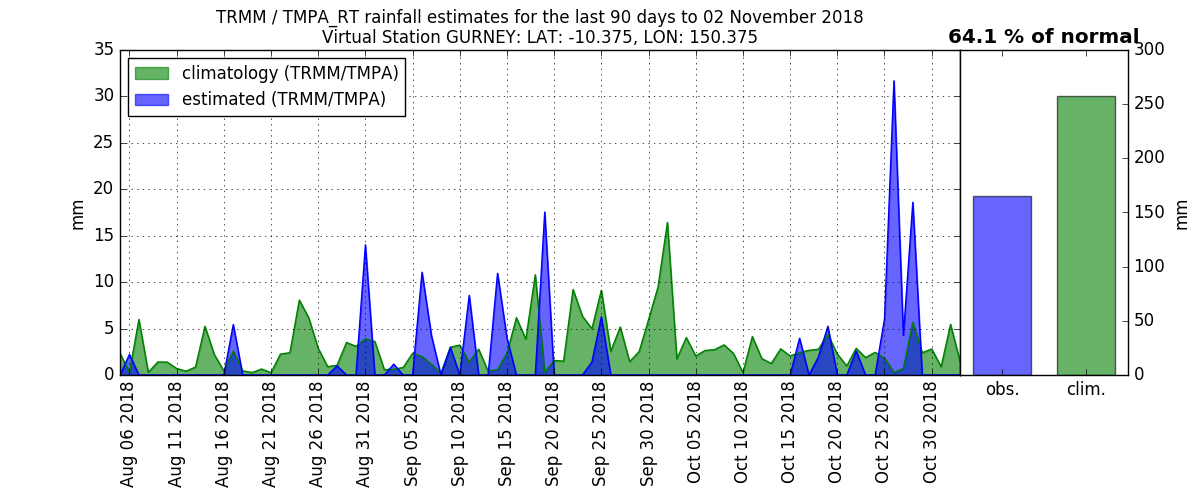 TRMM / TMPA_RT rainfall estimates for the last 90 days to 02 November 2018
Virtual Station GURNEY: LAT: -10.375, LON: 150.375
64.1 % of normal
climatology (TRMM/TMPA)
estimated (TRMM/TMPA)
35
30
25
20
15
10
5
0
mm
Aug 06 2018
Aug 11 2018
Aug 16 2018
Aug 21 2018
Aug 26 2018
Aug 31 2018
Sep 05 2018
Sep 10 2018
Sep 15 2018
Sep 20 2018
Sep 25 2018
Sep 30 2018
Oct 05 2018
Oct 10 2018
Oct 15 2018
Oct 20 2018
Oct 25 2018
Oct 30 2018
obs.
clim.
300
250
200
150
100
50
0
mm